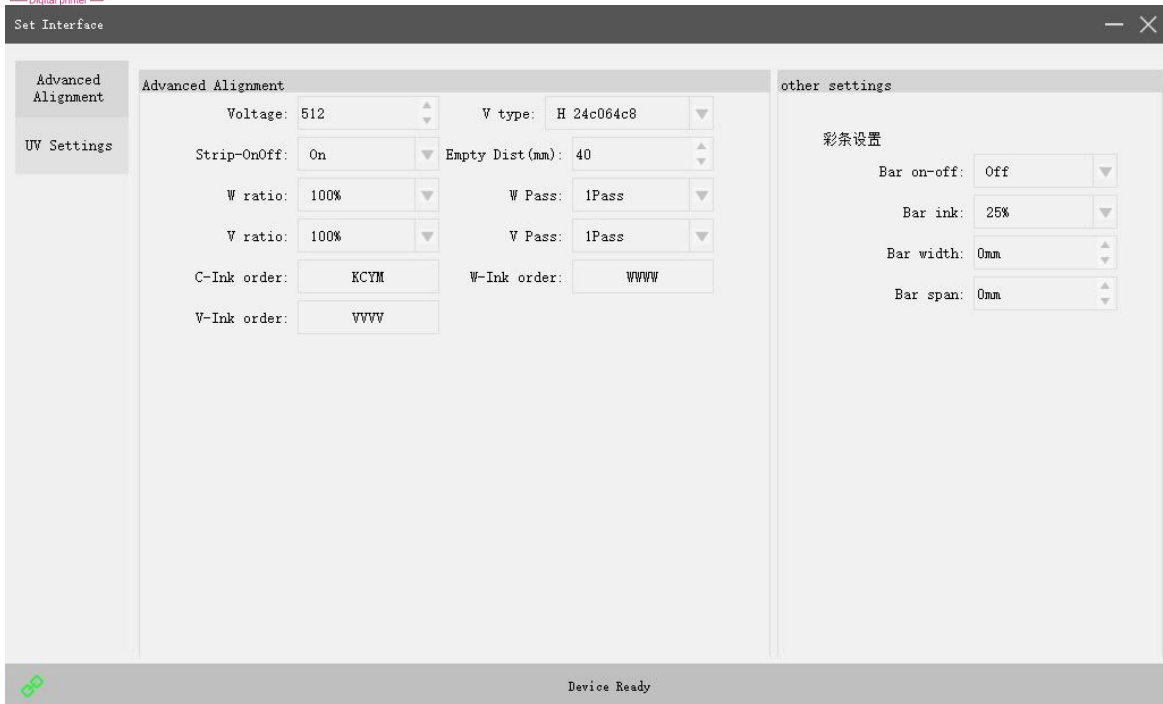 Digital printer
Set Interface
Advanced
Alignment
UV Settings
Advanced Alignment
Voltage: 512 V type: H 24c064c8
Strip-OnOff: On Empty Dist(mm): 40
W ratio: 100% W Pass: 1Pass
V ratio: 100% V Pass: 1Pass
C-Ink order: KCYM W-Ink order: WWWW
V-Ink order: VVVV
other settings
彩条设置
Bar on-off: Off
Bar ink: 25%
Bar width: 0mm
Bar span: 0mm
Device Ready